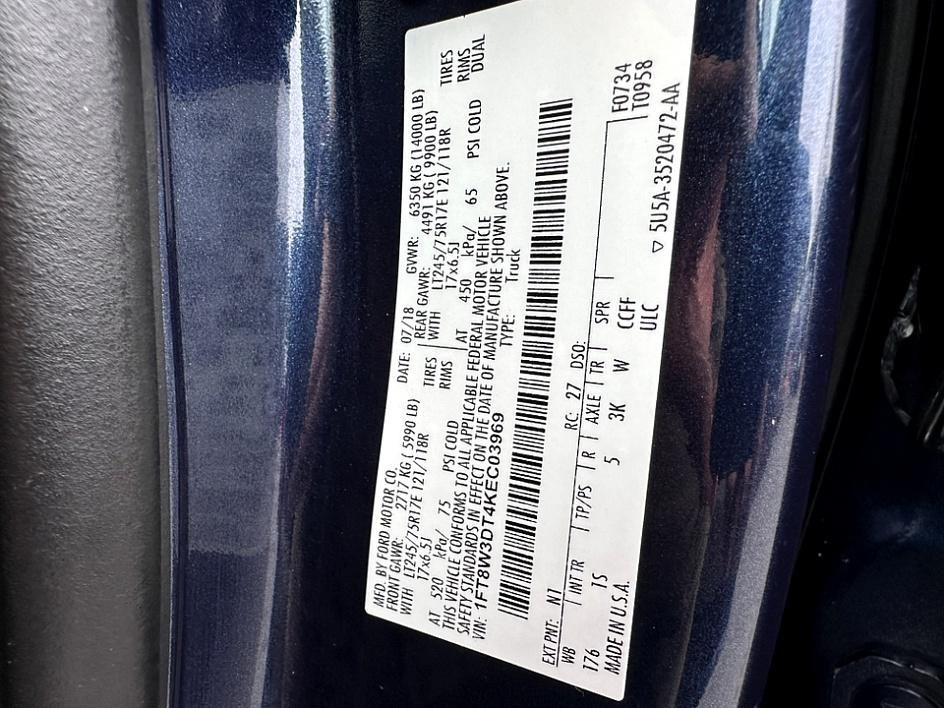 MFD. BY FORD MOTOR CO. DATE: 07/18 GVWR: 6350 KG (14000 LB)
FRONT GAWR: 2717 KG ( 5990 LB) REAR GAWR: 4491 KG ( 9900 LB)
WITH LT245/75R17E 121/118R TIRES WITH LT245/75R17E 121/118R TIRES
17x6.5J RIMS 17x6.5J RIMS
AT 520 kPa/ 75 PSI COLD AT 450 kPa/ 65 PSI COLD DUAL
THIS VEHICLE CONFORMS TO ALL APPLICABLE FEDERAL MOTOR VEHICLE
SAFETY STANDARDS IN EFFECT ON THE DATE OF MANUFACTURE SHOWN ABOVE.
VIN: 1FT8W3DT4KEC03969 TYPE: Truck
EXT PNT: N1 RC: 27 DSO: F0734
WB INT TR TP/PS R AXLE TR SPR T0958
176 TS 5 3K W CCFF
MADE IN U.S.A. ULC ▽ 5U5A-3520472-AA